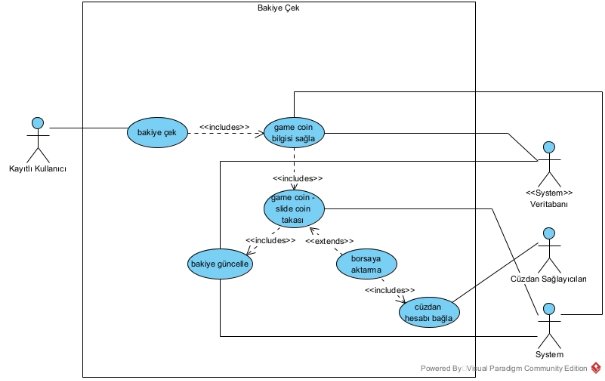 Bakiye Çek
bakiye çek
<<includes>>
game coin
bilgisi sağla
Kayıtlı Kullanıcı
<<includes>>
<<System>>
Veritabanı
game coin -
slide coin
takası
<<includes>>
<<extends>>
bakiye güncelle
borsaya
aktarma
Cüzdan Sağlayıcıları
<<includes>>
cüzdan
hesabı bağla
System
Powered By: Visual Paradigm Community Edition